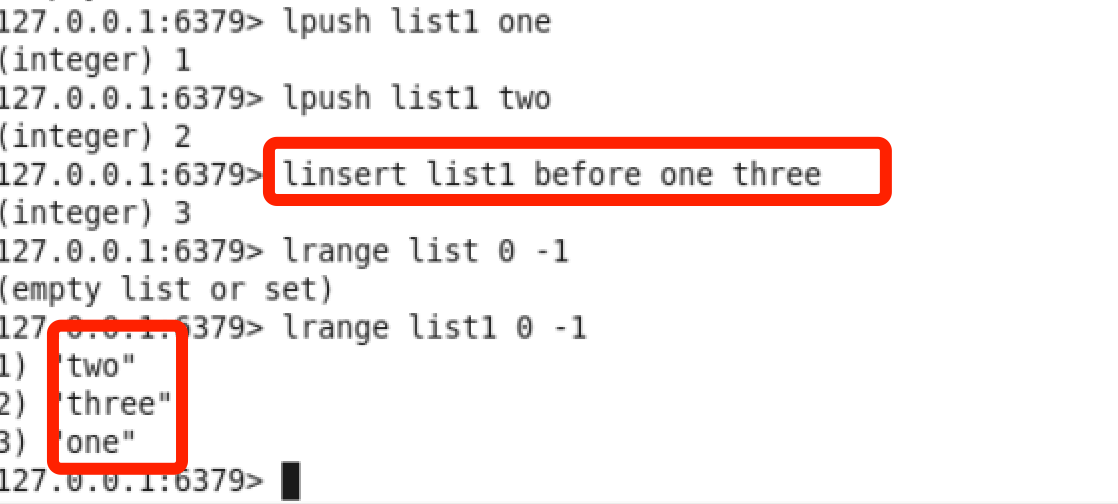 127.0.0.1:6379> lpush list1 one
(integer) 1
127.0.0.1:6379> lpush list1 two
(integer) 2
127.0.0.1:6379> linsert list1 before one three
(integer) 3
127.0.0.1:6379> lrange list 0 -1
(empty list or set)
127.0.0.1:6379> lrange list1 0 -1
1) "two"
2) "three"
3) "one"
127.0.0.1:6379>